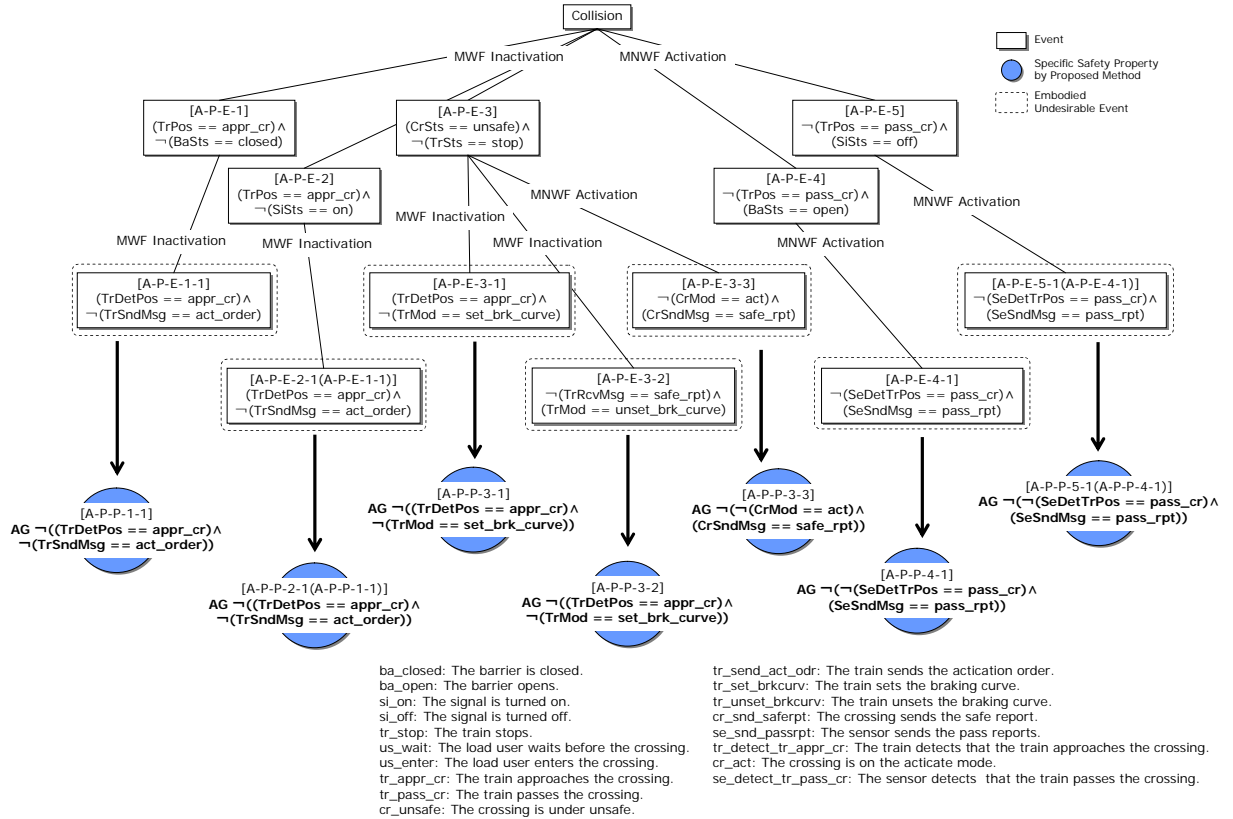 Collision
Event
Specific Safety Property
by Proposed Method
Embodied
Undesirable Event
MWF Inactivation
MNWF Activation
[A-P-E-1]
(TrPos == appr_cr)∧
¬(BaSts == closed)
[A-P-E-3]
(CrSts == unsafe)∧
¬(TrSts == stop)
[A-P-E-5]
¬(TrPos == pass_cr)∧
(SiSts == off)
[A-P-E-2]
(TrPos == appr_cr)∧
¬(SiSts == on)
[A-P-E-4]
¬(TrPos == pass_cr)∧
(BaSts == open)
MWF Inactivation
MWF Inactivation
MWF Inactivation
MWF Inactivation
MNWF Activation
MNWF Activation
MNWF Activation
[A-P-E-1-1]
(TrDetPos == appr_cr)∧
¬(TrSndMsg == act_order)
[A-P-E-3-1]
(TrDetPos == appr_cr)∧
¬(TrMod == set_brk_curve)
[A-P-E-3-3]
¬(CrMod == act)∧
(CrSndMsg == safe_rpt)
[A-P-E-5-1(A-P-E-4-1)]
¬(SeDetTrPos == pass_cr)∧
(SeSndMsg == pass_rpt)
[A-P-E-2-1(A-P-E-1-1)]
(TrDetPos == appr_cr)∧
¬(TrSndMsg == act_order)
[A-P-E-3-2]
¬(TrRcvMsg == safe_rpt)∧
(TrMod == unset_brk_curve)
[A-P-E-4-1]
¬(SeDetTrPos == pass_cr)∧
(SeSndMsg == pass_rpt)
[A-P-P-1-1]
AG ¬((TrDetPos == appr_cr)∧
¬(TrSndMsg == act_order))
[A-P-P-3-1]
AG ¬((TrDetPos == appr_cr)∧
¬(TrMod == set_brk_curve))
[A-P-P-3-3]
AG ¬(¬(CrMod == act)∧
(CrSndMsg == safe_rpt))
[A-P-P-5-1(A-P-P-4-1)]
AG ¬(¬(SeDetTrPos == pass_cr)∧
(SeSndMsg == pass_rpt))
[A-P-P-2-1(A-P-P-1-1)]
AG ¬((TrDetPos == appr_cr)∧
¬(TrSndMsg == act_order))
[A-P-P-3-2]
AG ¬((TrDetPos == appr_cr)∧
¬(TrMod == set_brk_curve))
[A-P-P-4-1]
AG ¬(¬(SeDetTrPos == pass_cr)∧
(SeSndMsg == pass_rpt))
ba_closed: The barrier is closed.
ba_open: The barrier opens.
si_on: The signal is turned on.
si_off: The signal is turned off.
tr_stop: The train stops.
us_wait: The load user waits before the crossing.
us_enter: The load user enters the crossing.
tr_appr_cr: The train approaches the crossing.
tr_pass_cr: The train passes the crossing.
cr_unsafe: The crossing is under unsafe.
tr_send_act_odr: The train sends the actication order.
tr_set_brkcurv: The train sets the braking curve.
tr_unset_brkcurv: The train unsets the braking curve.
cr_snd_saferpt: The crossing sends the safe report.
se_snd_passrpt: The sensor sends the pass reports.
tr_detect_tr_appr_cr: The train detects that the train approaches the crossing.
cr_act: The crossing is on the acticate mode.
se_detect_tr_pass_cr: The sensor detects that the train passes the crossing.